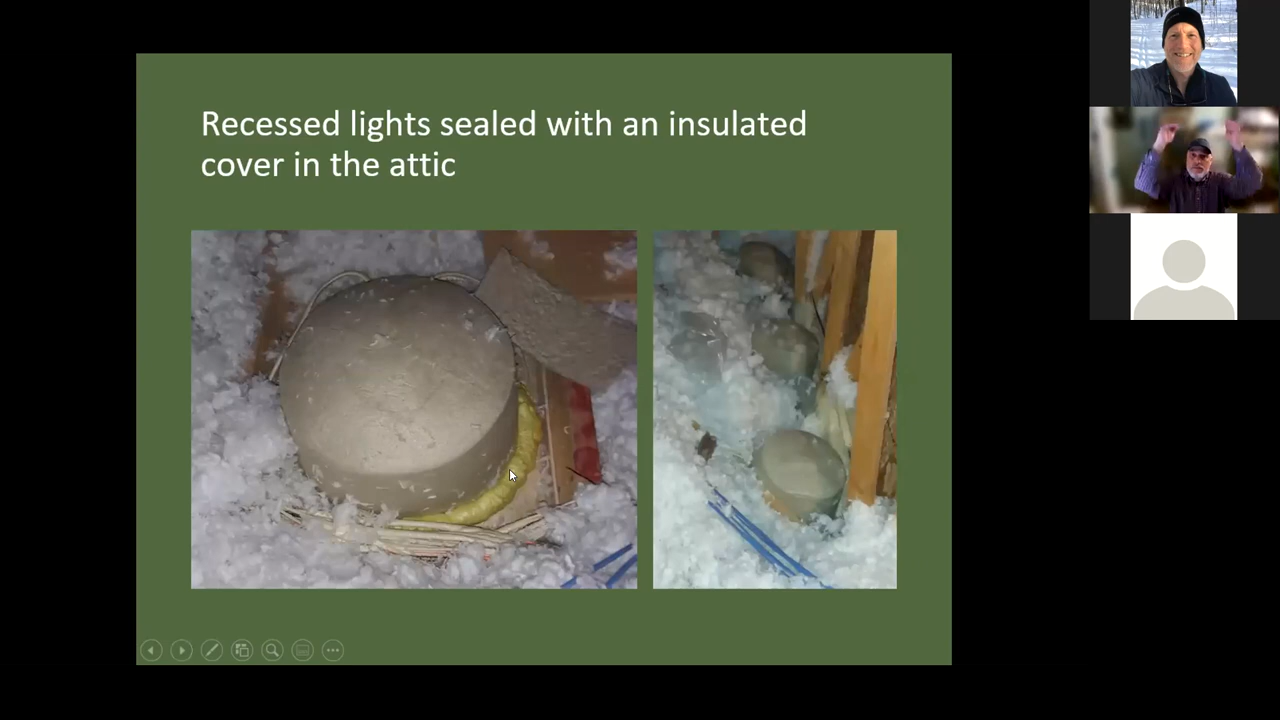 Recessed lights sealed with an insulated
cover in the attic